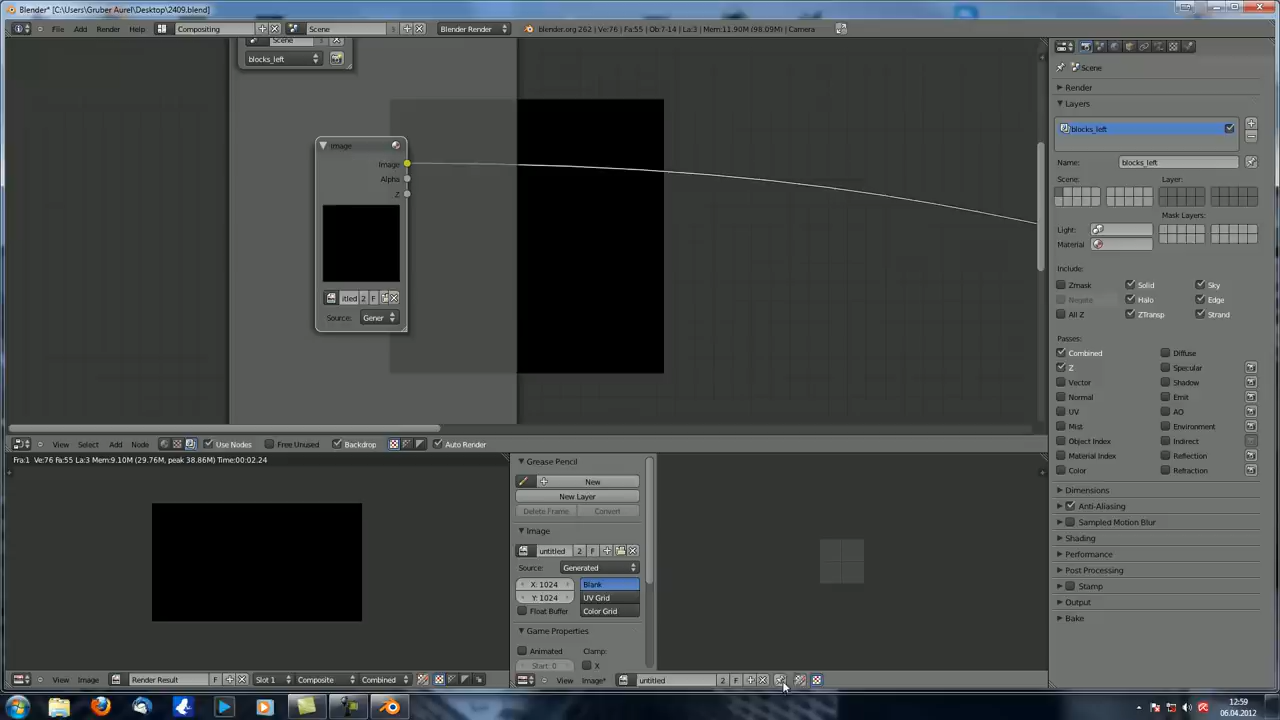 Blender* [C:\Users\Gruber Aurel\Desktop\2409.blend]
File Add Render Help Compositing Scene Blender Render blender.org 262 | Ve:76 | Fa:55 | Ob:7-14 | La:3 | Mem:11.90M (98.09M) | Camera
Scene
blocks_left
Image
Image
Alpha
Z
itled 2 F
Source: Gener
View Select Add Node Use Nodes Free Unused Backdrop Auto Render
Fra:1 Ve:76 Fa:55 La:3 Mem:9.10M (29.76M, peak 38.86M) Time:00:02.24
View Image Render Result F Slot 1 Composite Combined
Grease Pencil
New
New Layer
Delete Frame Convert
Image
untitled 2 F
Source: Generated
X: 1024 Blank
Y: 1024 UV Grid
Float Buffer Color Grid
Game Properties
Animated Clamp:
Start: 0 X
View Image* untitled 2 F
Scene
Render
Layers
blocks_left
Name: blocks_left
Scene: Layer:
Mask Layers:
Light:
Material
Include:
Zmask Solid Sky
Negate Halo Edge
All Z ZTransp Strand
Passes:
Combined Diffuse
Z Specular
Vector Shadow
Normal Emit
UV AO
Mist Environment
Object Index Indirect
Material Index Reflection
Color Refraction
Dimensions
Anti-Aliasing
Sampled Motion Blur
Shading
Performance
Post Processing
Stamp
Output
Bake
12:59
06.04.2012